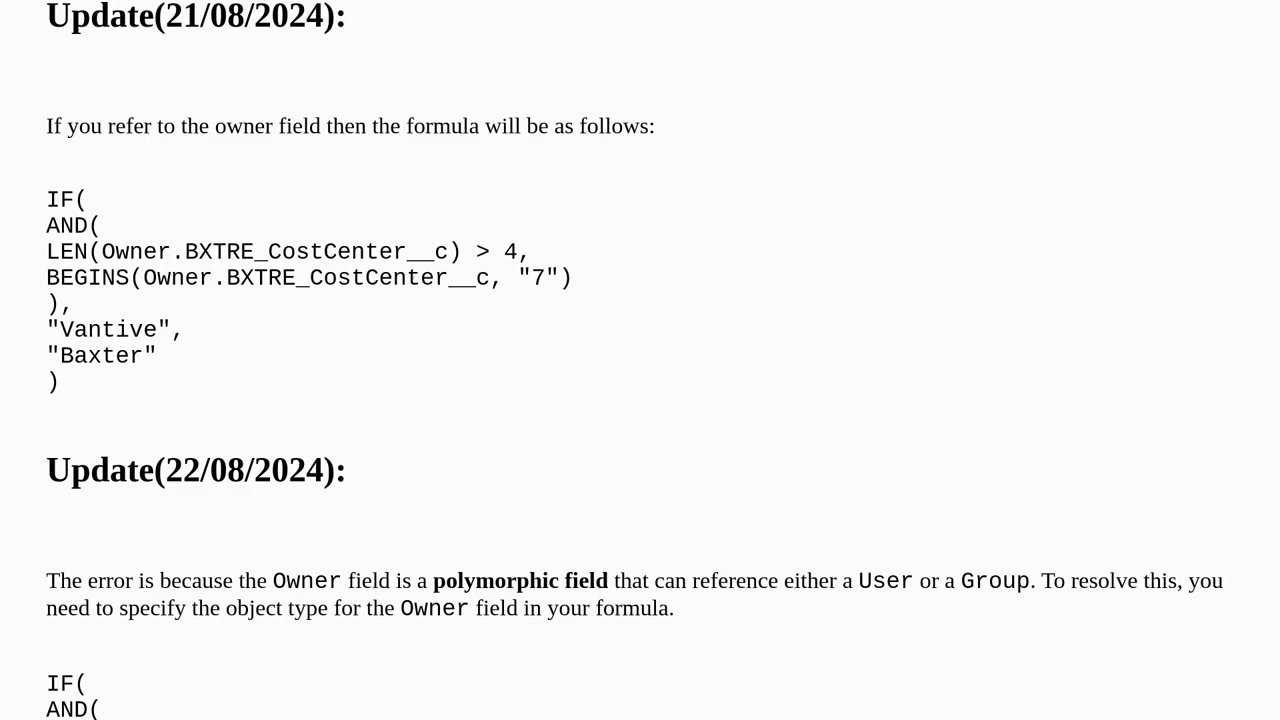 Update(21/08/2024):
If you refer to the owner field then the formula will be as follows:
IF(
AND(
LEN(Owner.BXTRE_CostCenter__c) > 4,
BEGINS(Owner.BXTRE_CostCenter__c, "7")
),
"Vantive",
"Baxter"
)
Update(22/08/2024):
The error is because the Owner field is a polymorphic field that can reference either a User or a Group. To resolve this, you
need to specify the object type for the Owner field in your formula.
IF(
AND(